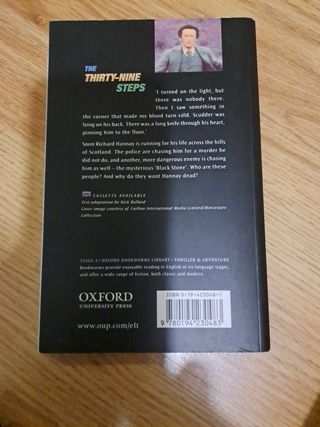 THE
THIRTY-NINE
STEPS
'I turned on the light, but
there was nobody there.
Then I saw something in
the corner that made my blood turn cold. Scudder was
lying on his back. There was a long knife through his heart,
pinning him to the floor.'
Soon Richard Hannay is running for his life across the hills
of Scotland. The police are chasing him for a murder he
did not do, and another, more dangerous enemy is chasing
him as well – the mysterious 'Black Stone'. Who are these
people? And why do they want Hannay dead?
CASSETTE AVAILABLE
Text adaptation by Nick Bullard
Cover image courtesy of Carlton International Media Limited/Moviestore
Collection
STAGE 4 • OXFORD BOOKWORMS LIBRARY • THRILLER & ADVENTURE
Bookworms provide enjoyable reading in English at six language stages,
and offer a wide range of fiction, both classic and modern.
OXFORD
UNIVERSITY PRESS
www.oup.com/elt
ISBN 0-19-423048-1
9 780194 230483